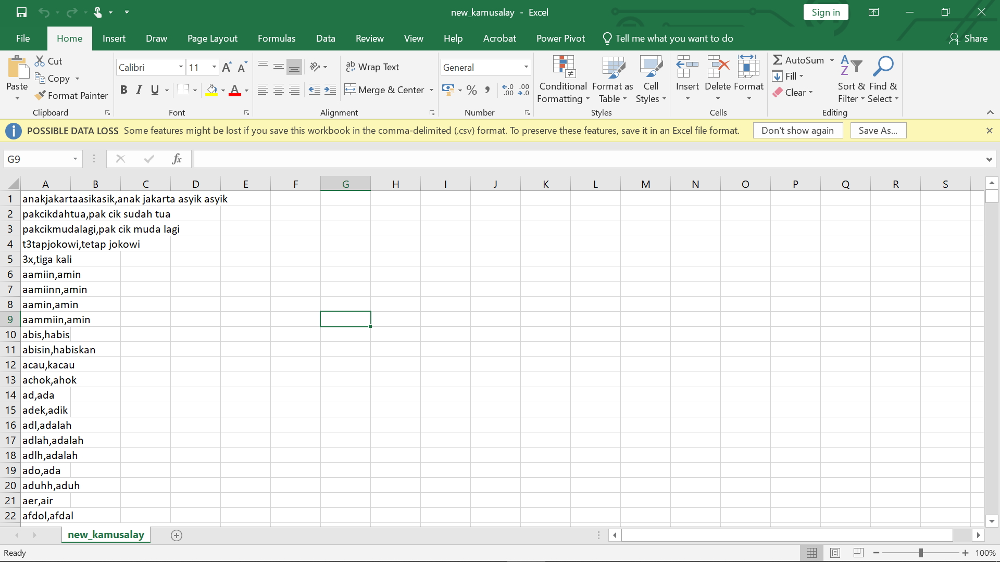 new_kamusalay - Excel
Sign in
File Home Insert Draw Page Layout Formulas Data Review View Help Acrobat Power Pivot Tell me what you want to do Share
Paste
Cut
Copy
Format Painter
Clipboard
Calibri 11
B I U
Font
Wrap Text
Merge & Center
Alignment
General
Number
Conditional Formatting
Format as Table
Cell Styles
Styles
Insert Delete Format
Cells
AutoSum
Fill
Clear
Sort & Filter
Find & Select
Editing
POSSIBLE DATA LOSS Some features might be lost if you save this workbook in the comma-delimited (.csv) format. To preserve these features, save it in an Excel file format. Don't show again Save As...
G9 fx
A B C D E F G H I J K L M N O P Q R S
1 anakjakartaasikasik,anak jakarta asyik asyik
2 pakcikdahtua,pak cik sudah tua
3 pakcikmudalagi,pak cik muda lagi
4 t3tapjokowi,tetap jokowi
5 3x,tiga kali
6 aamiin,amin
7 aamiinn,amin
8 aamin,amin
9 aammiin,amin
10 abis,habis
11 abisin,habiskan
12 acau,kacau
13 achok,ahok
14 ad,ada
15 adek,adik
16 adl,adalah
17 adlah,adalah
18 adlh,adalah
19 ado,ada
20 aduhh,aduh
21 aer,air
22 afdol,afdal
new_kamusalay
Ready
100%